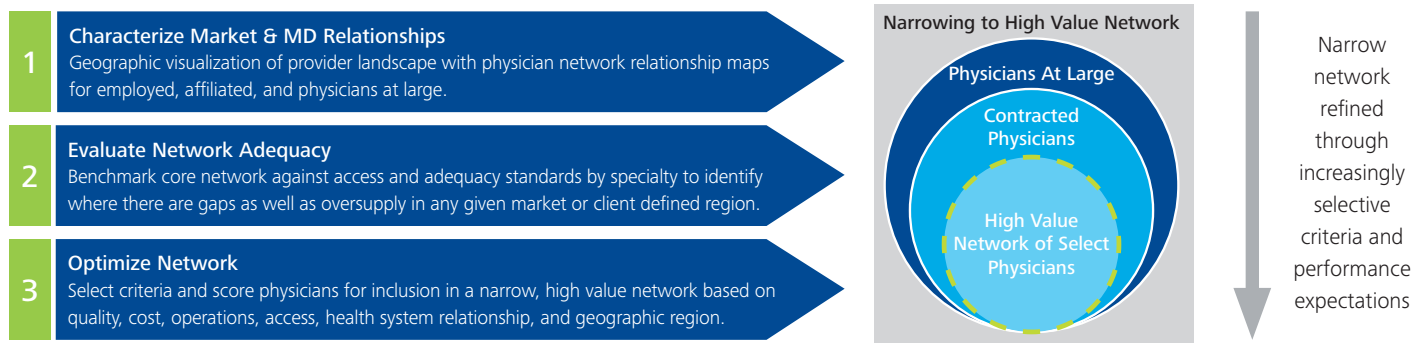 1
Characterize Market & MD Relationships
Geographic visualization of provider landscape with physician network relationship maps
for employed, affiliated, and physicians at large.
2
Evaluate Network Adequacy
Benchmark core network against access and adequacy standards by specialty to identify
where there are gaps as well as oversupply in any given market or client defined region.
3
Optimize Network
Select criteria and score physicians for inclusion in a narrow, high value network based on
quality, cost, operations, access, health system relationship, and geographic region.
Narrowing to High Value Network
Physicians At Large
Contracted
Physicians
High Value
Network of Select
Physicians
Narrow
network
refined
through
increasingly
selective
criteria and
performance
expectations